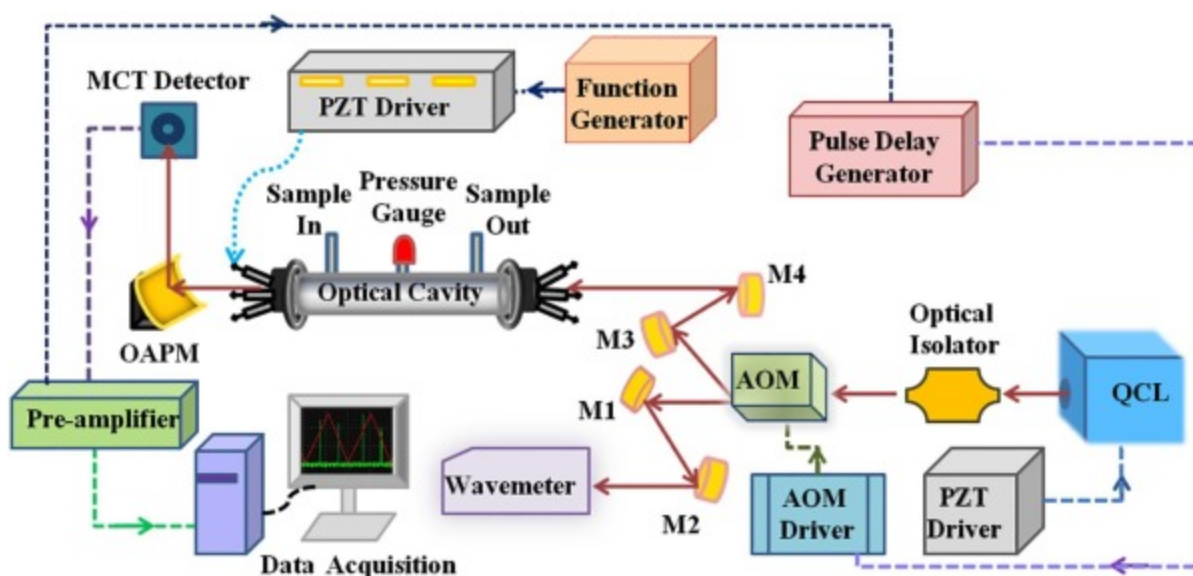 MCT Detector
PZT Driver
Function
Generator
Pulse Delay
Generator
Sample
In
Pressure
Gauge
Sample
Out
Optical Cavity
M4
M3
OAPM
Optical
Isolator
QCL
AOM
M1
Pre-amplifier
Wavemeter
M2
AOM
Driver
PZT
Driver
Data Acquisition